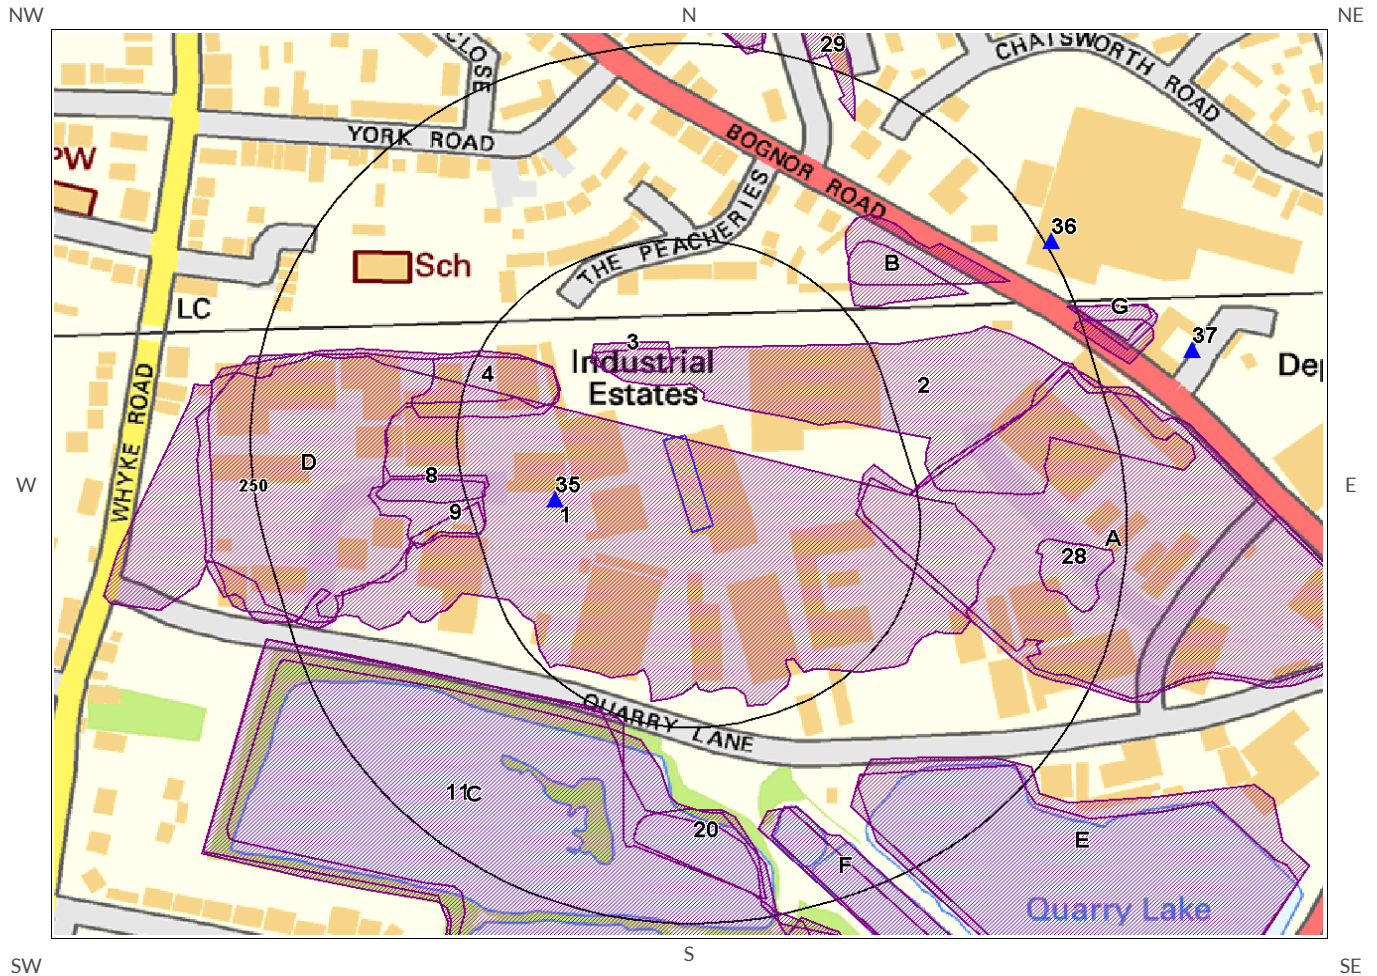 NW
N
NE
CLOSE
29
CHATSWORTH ROAD
YORK ROAD
BOGNOR ROAD
PW
THE PEACHERIES
36
Sch
B
LC
G
37
3
Industrial
Estates
Dep
4
2
WHYKE ROAD
D
8
250
35
W
E
9
1
A
28
QUARRY LANE
11C
20
E
F
Quarry Lake
S
SW
SE